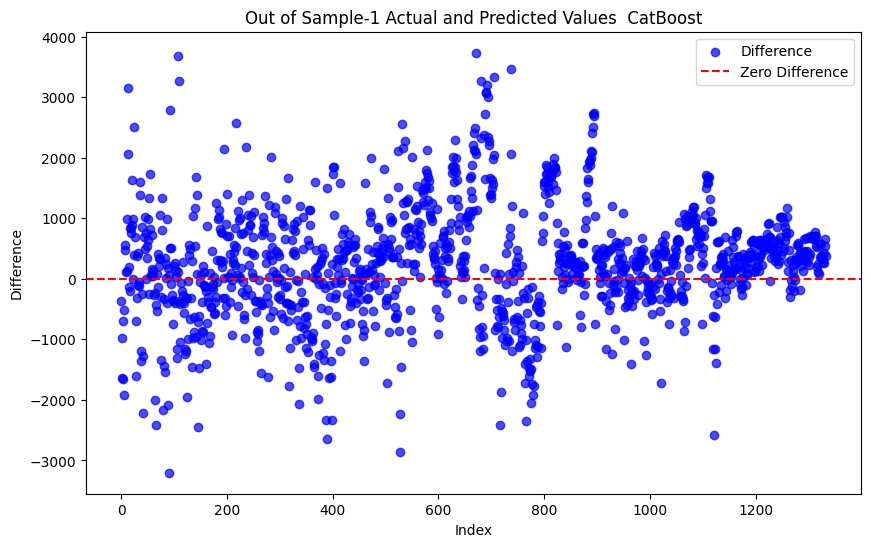 Out of Sample-1 Actual and Predicted Values  CatBoost
Difference
Zero Difference
Difference
4000
3000
2000
1000
0
−1000
−2000
−3000
0 200 400 600 800 1000 1200
Index